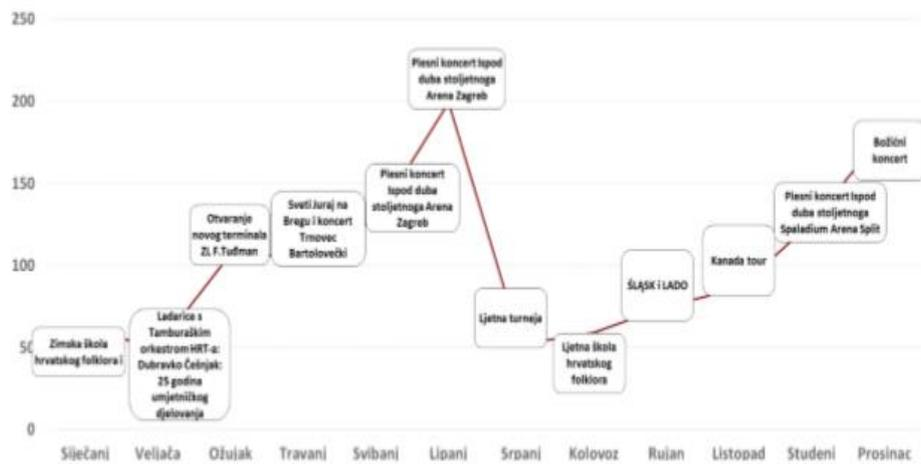 250
200
150
100
50
0
Plesni koncert Ispod
duba stoljetnoga
Arena Zagreb
Božićni
koncert
Plesni koncert
Ispod duba
stoljetnoga Arena
Zagreb
Sveti Juraj na
Bregu i koncert
Trnovec
Bartolovečki
Otvaranje
novog terminala
ZL F.Tuđman
Plesni koncert Ispod
duba stoljetnoga
Spaladium Arena Split
Kanada tour
ŚLĄSK i LADO
Ljetna turneja
Zimska škola
hrvatskog folklora i
Ladarice s
Tamburaškim
orkestrom HRT-a:
Dubravko Češnjak:
25 godina
umjetničkog
djelovanja
Ljetna škola
hrvatskog
folklora
Siječanj Veljača Ožujak Travanj Svibanj Lipanj Srpanj Kolovoz Rujan Listopad Studeni Prosinac